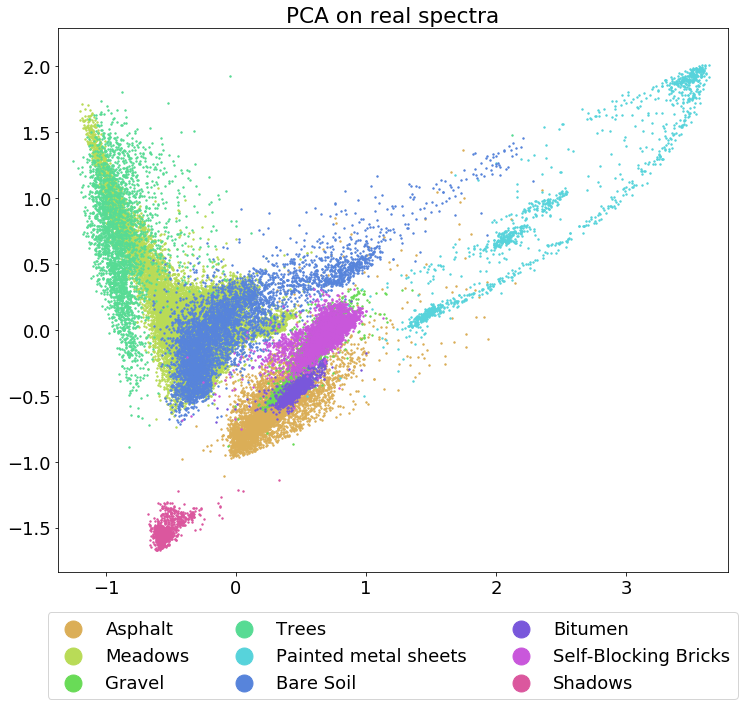 PCA on real spectra
2.0
1.5
1.0
0.5
0.0
−0.5
−1.0
−1.5
−1 0 1 2 3
Asphalt Trees Bitumen
Meadows Painted metal sheets Self-Blocking Bricks
Gravel Bare Soil Shadows